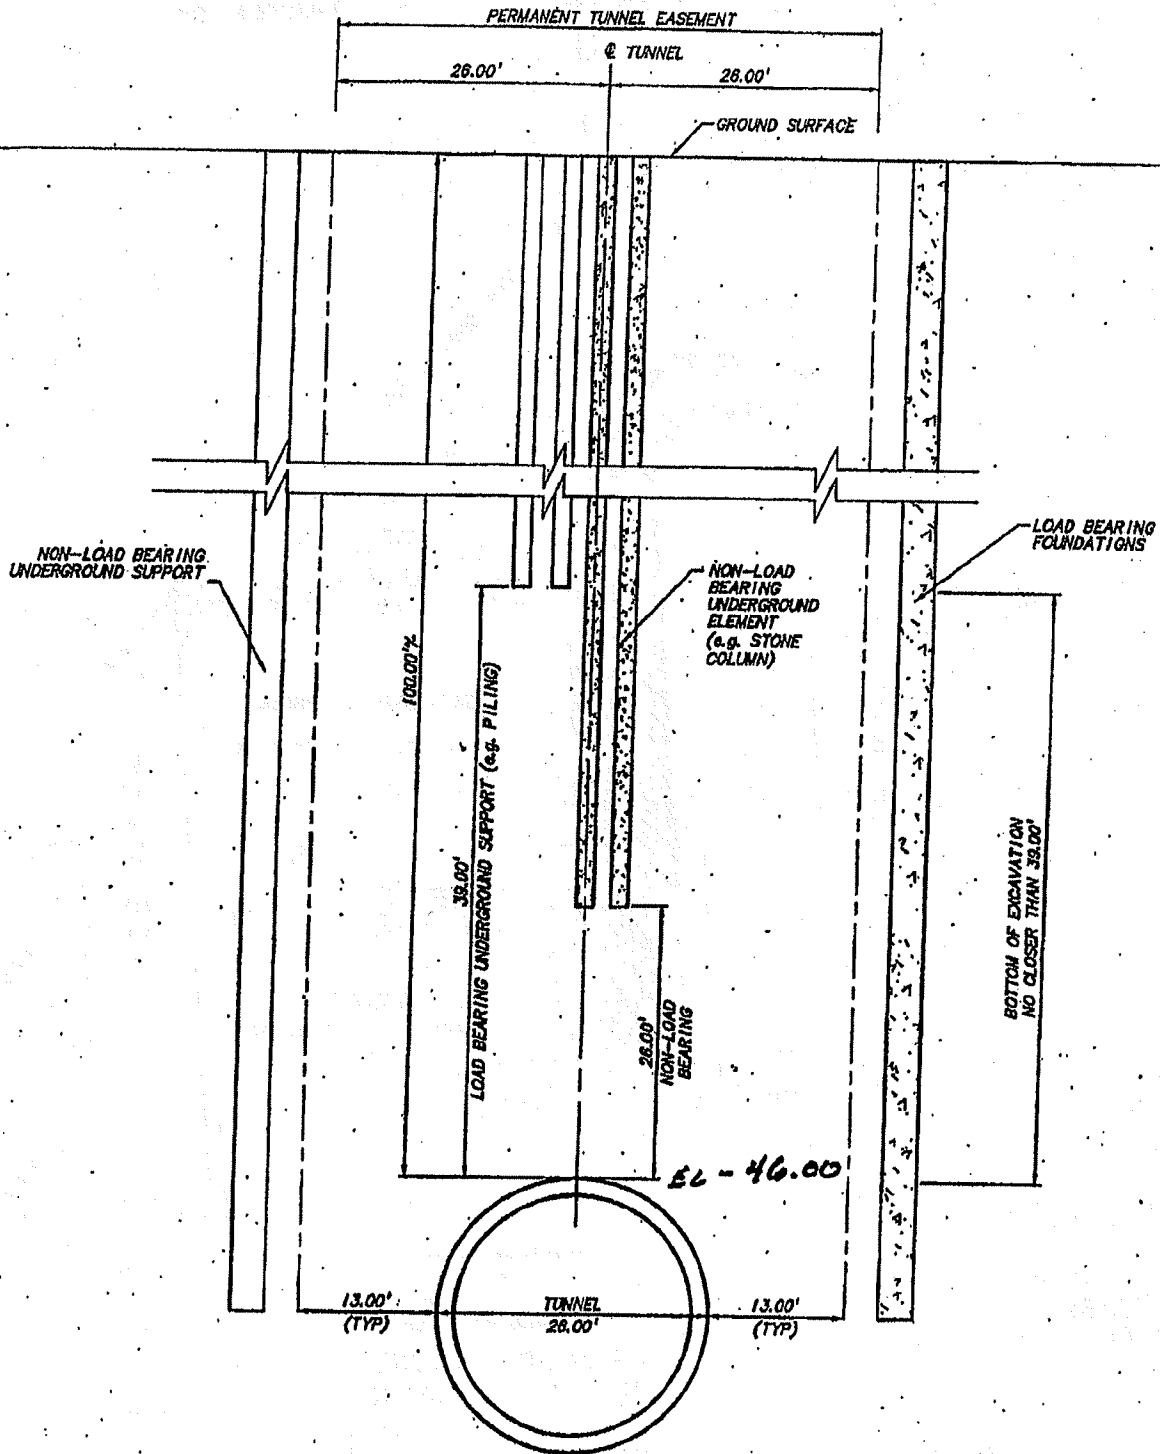 PERMANENT TUNNEL EASEMENT
℄ TUNNEL
26.00'
26.00'
GROUND SURFACE
NON-LOAD BEARING
UNDERGROUND SUPPORT
LOAD BEARING
FOUNDATIONS
NON-LOAD
BEARING
UNDERGROUND
ELEMENT
(e.g. STONE
COLUMN)
100.00'
39.00'
LOAD BEARING UNDERGROUND SUPPORT (e.g. PILING)
26.00'
NON-LOAD
BEARING
BOTTOM OF EXCAVATION
NO CLOSER THAN 39.00'
EL - 46.00
13.00'
(TYP)
TUNNEL
26.00'
13.00'
(TYP)